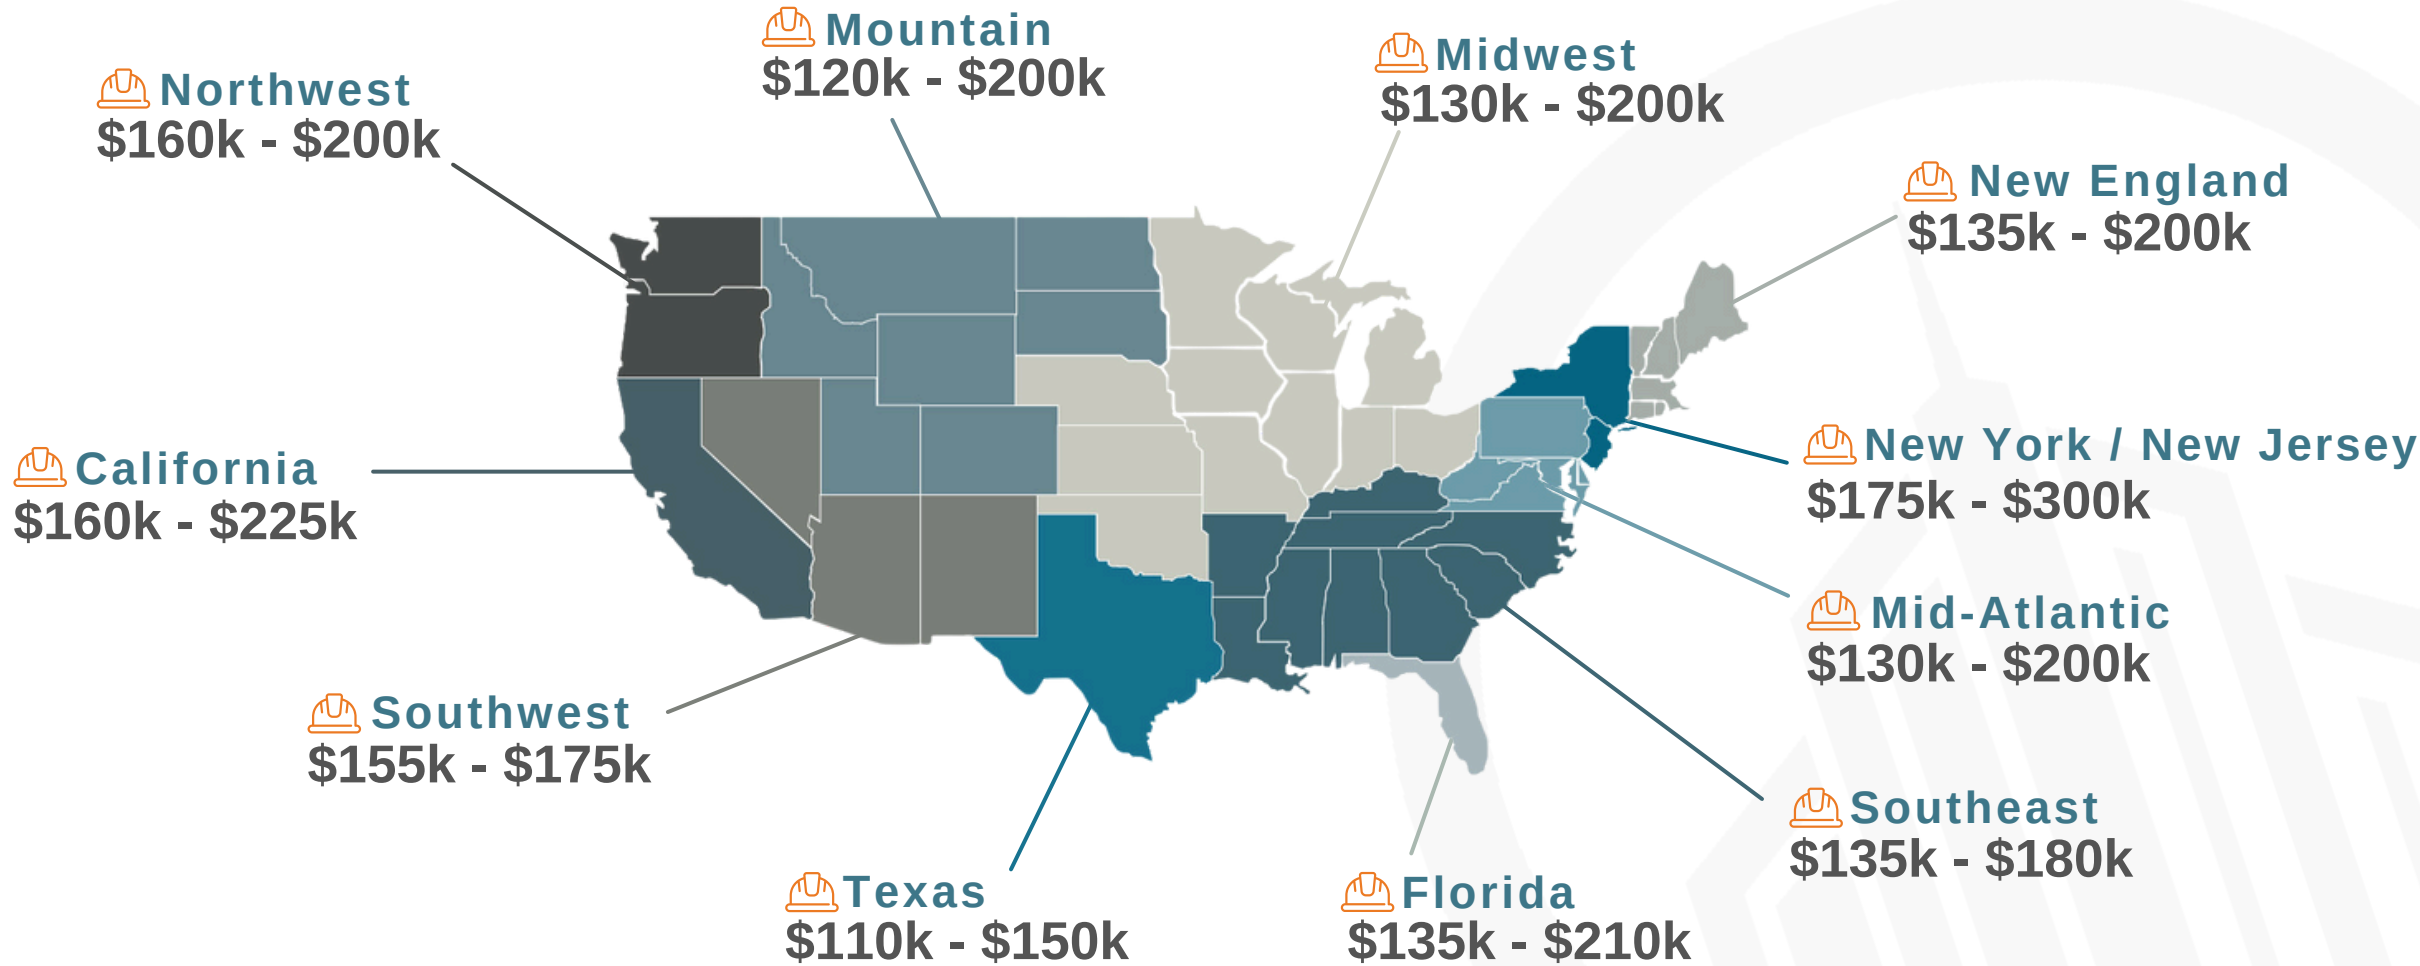 Mountain
$120k - $200k
Midwest
$130k - $200k
Northwest
$160k - $200k
New England
$135k - $200k
California
$160k - $225k
New York / New Jersey
$175k - $300k
Mid-Atlantic
$130k - $200k
Southwest
$155k - $175k
Southeast
$135k - $180k
Texas
$110k - $150k
Florida
$135k - $210k